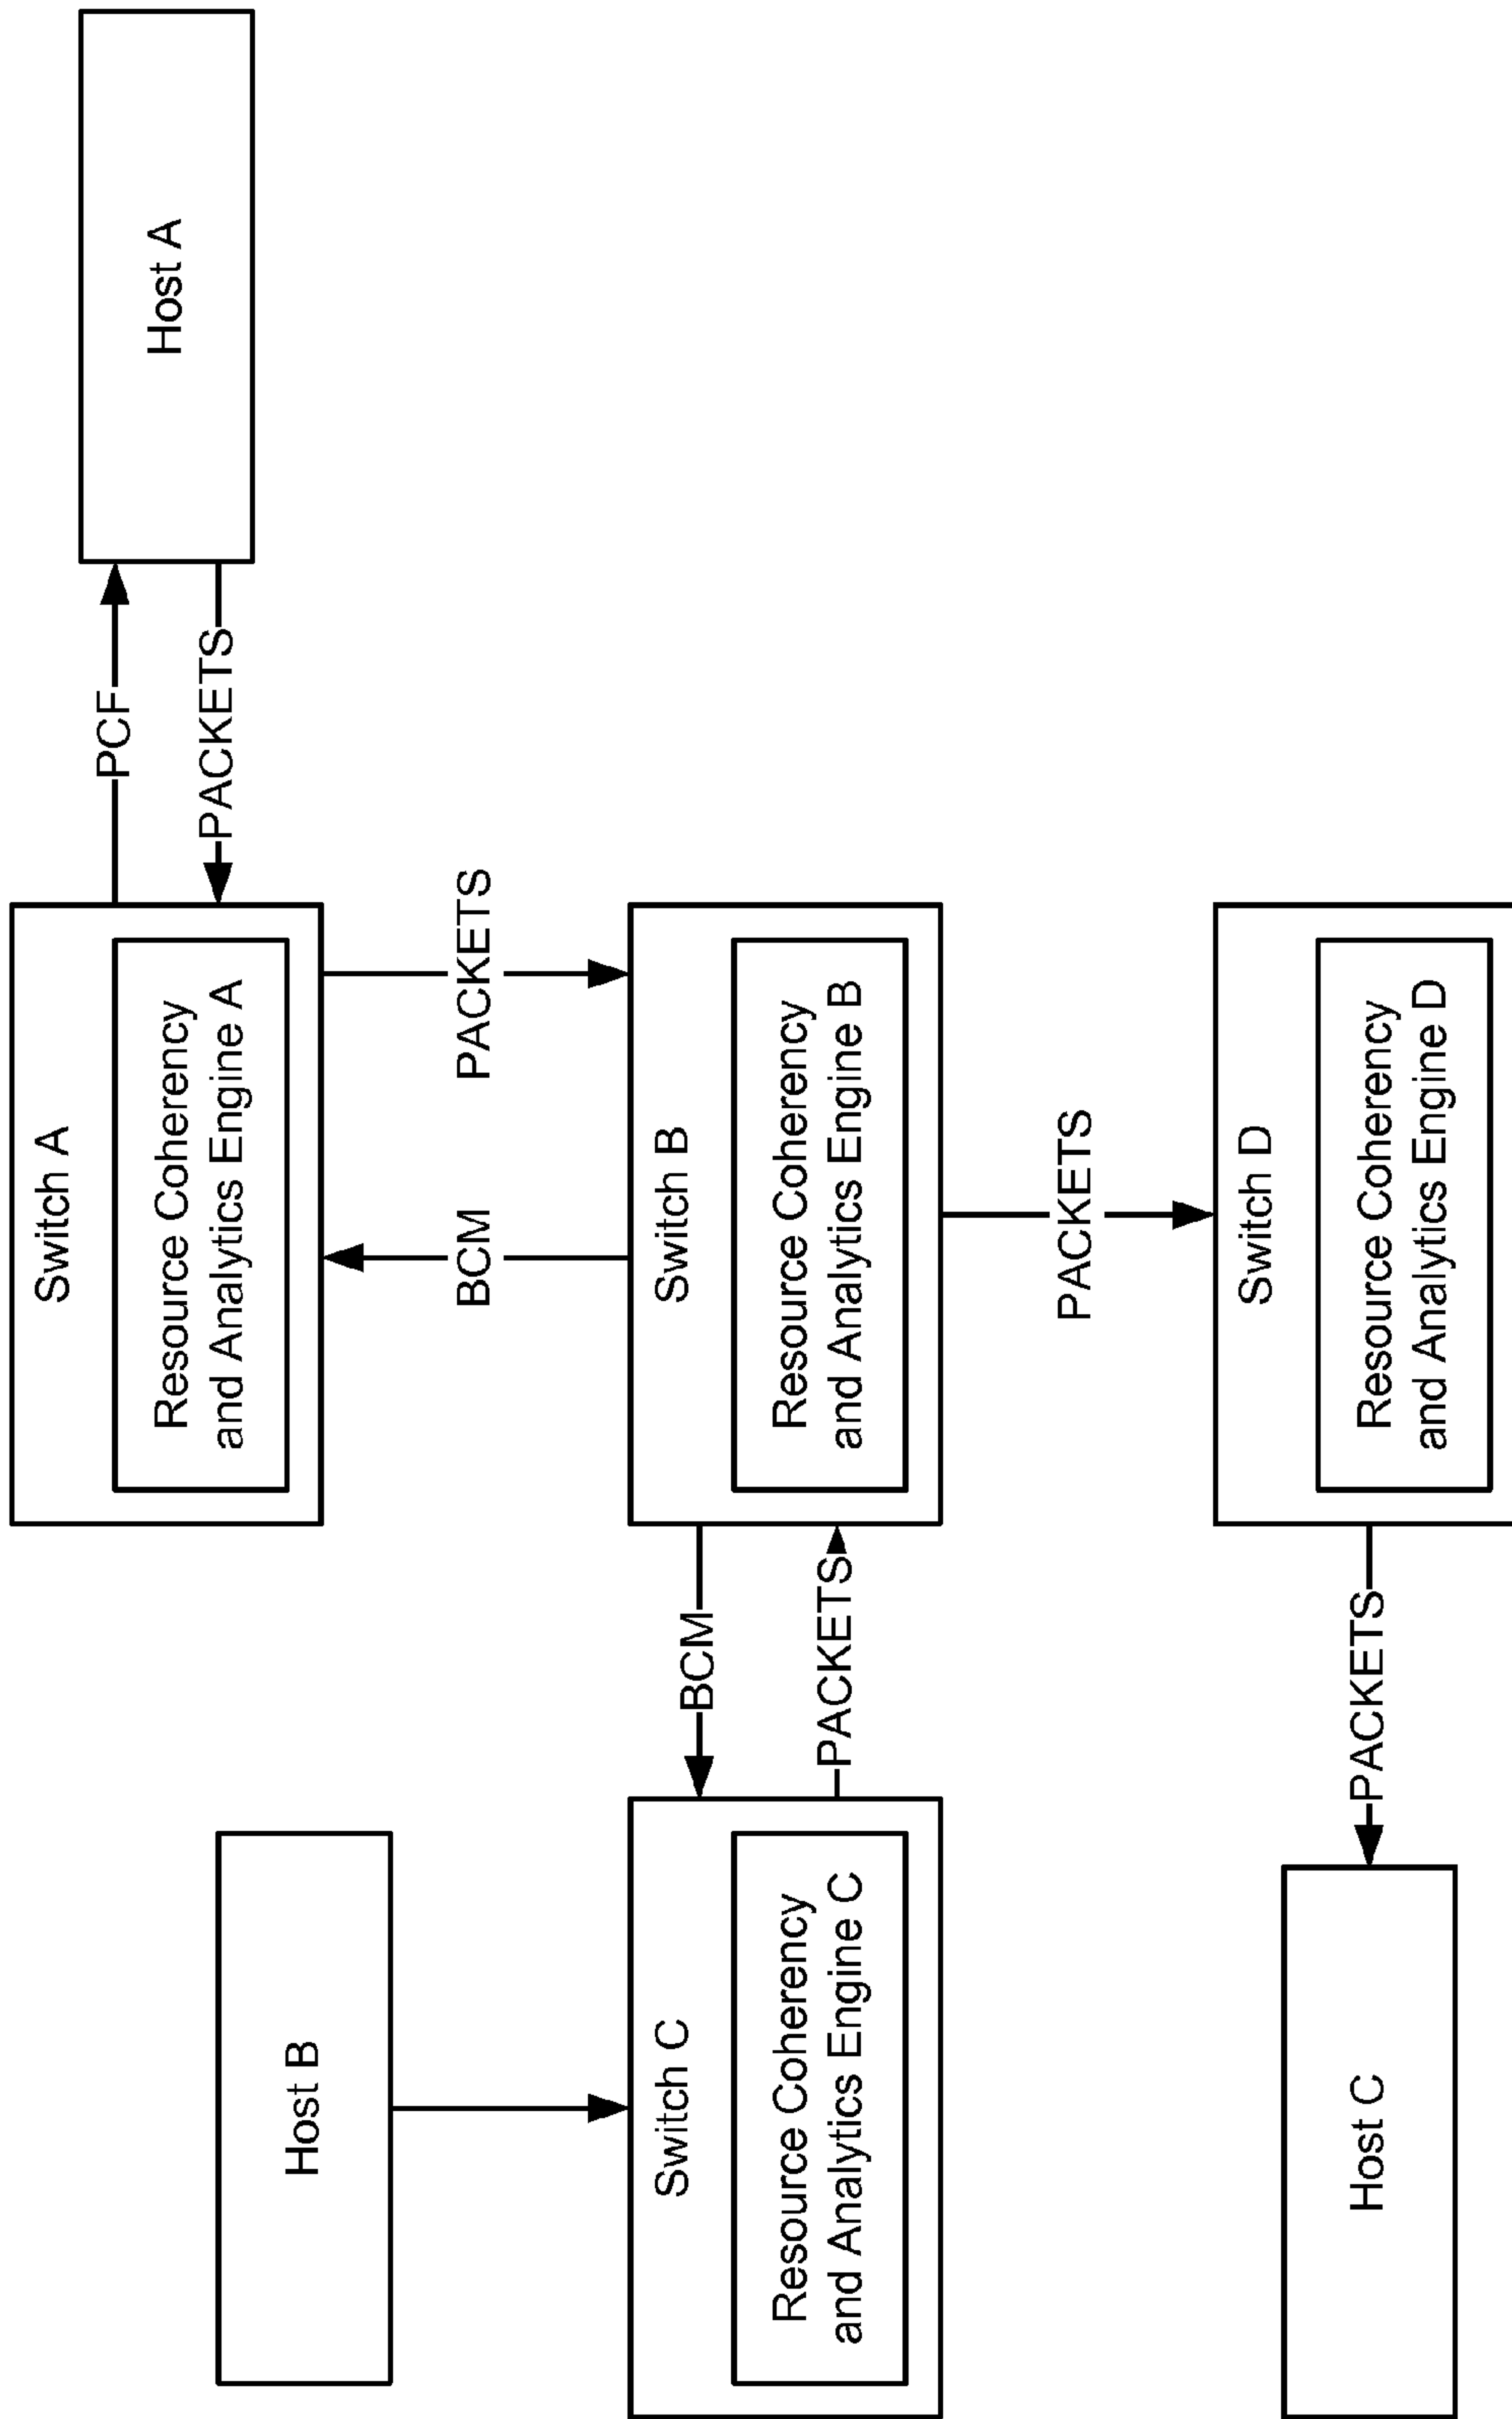 Host B
Switch C
Resource Coherency
and Analytics Engine C
Host C
BCM
PACKETS
PACKETS
Switch A
Resource Coherency
and Analytics Engine A
BCM
PACKETS
Switch B
Resource Coherency
and Analytics Engine B
PACKETS
Switch D
Resource Coherency
and Analytics Engine D
PCF
PACKETS
Host A